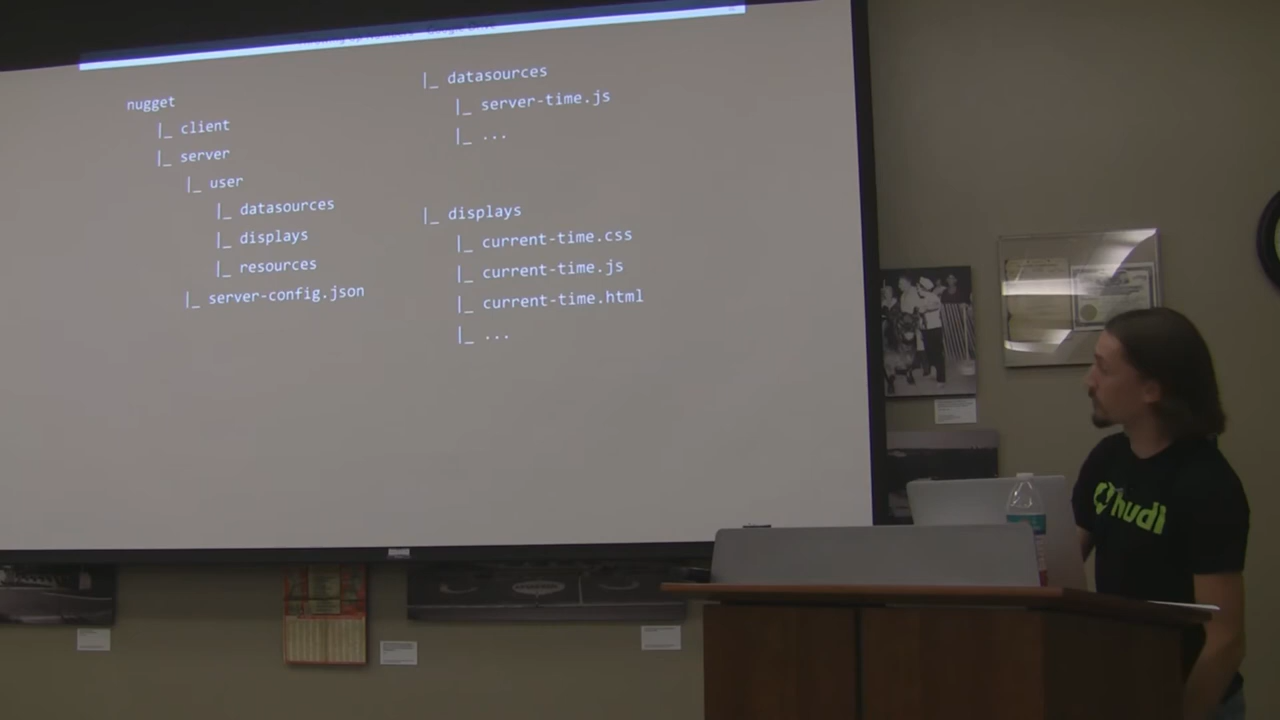 nugget
|_ client
|_ server
|_ user
|_ datasources
|_ displays
|_ resources
|_ server-config.json
|_ datasources
|_ server-time.js
|_ ...
|_ displays
|_ current-time.css
|_ current-time.js
|_ current-time.html
|_ ...
hudl